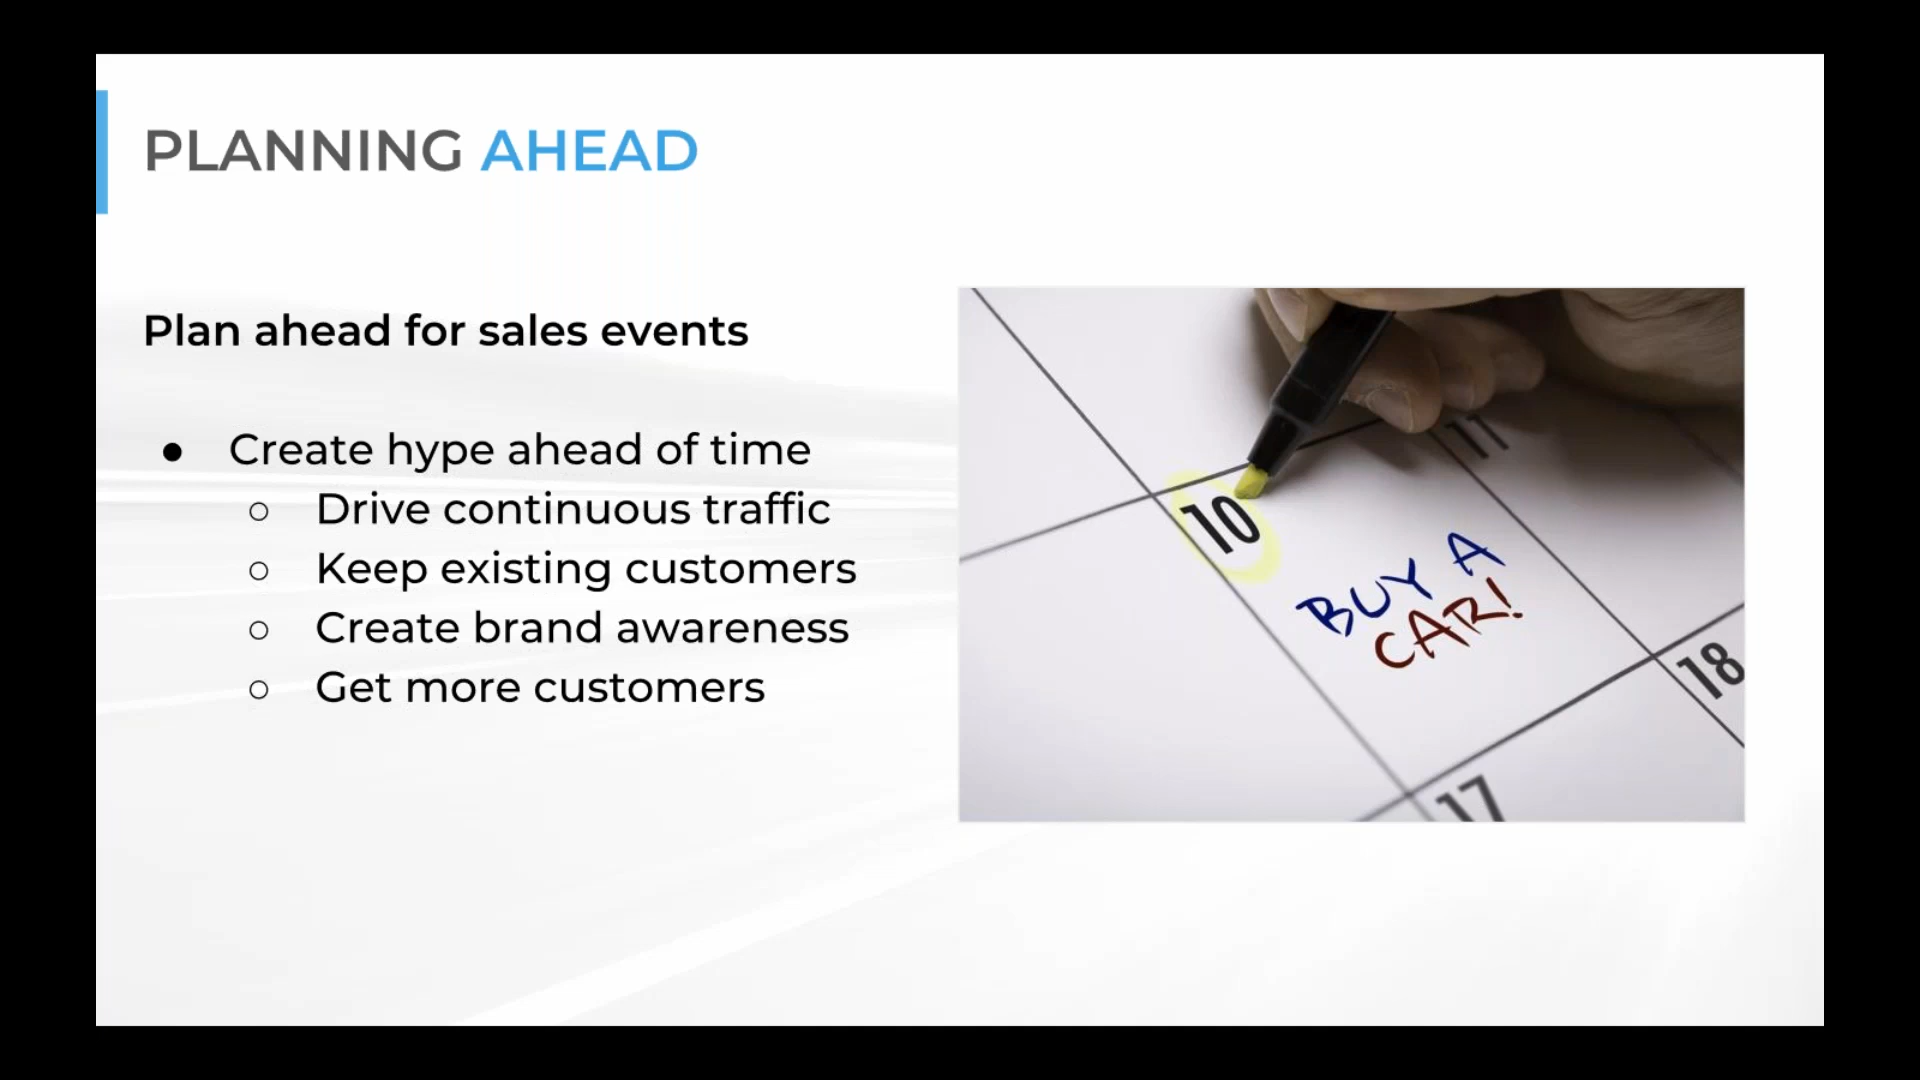 PLANNING AHEAD
Plan ahead for sales events
● Create hype ahead of time
○ Drive continuous traffic
○ Keep existing customers
○ Create brand awareness
○ Get more customers
10
11
BUY A
CAR!
17
18